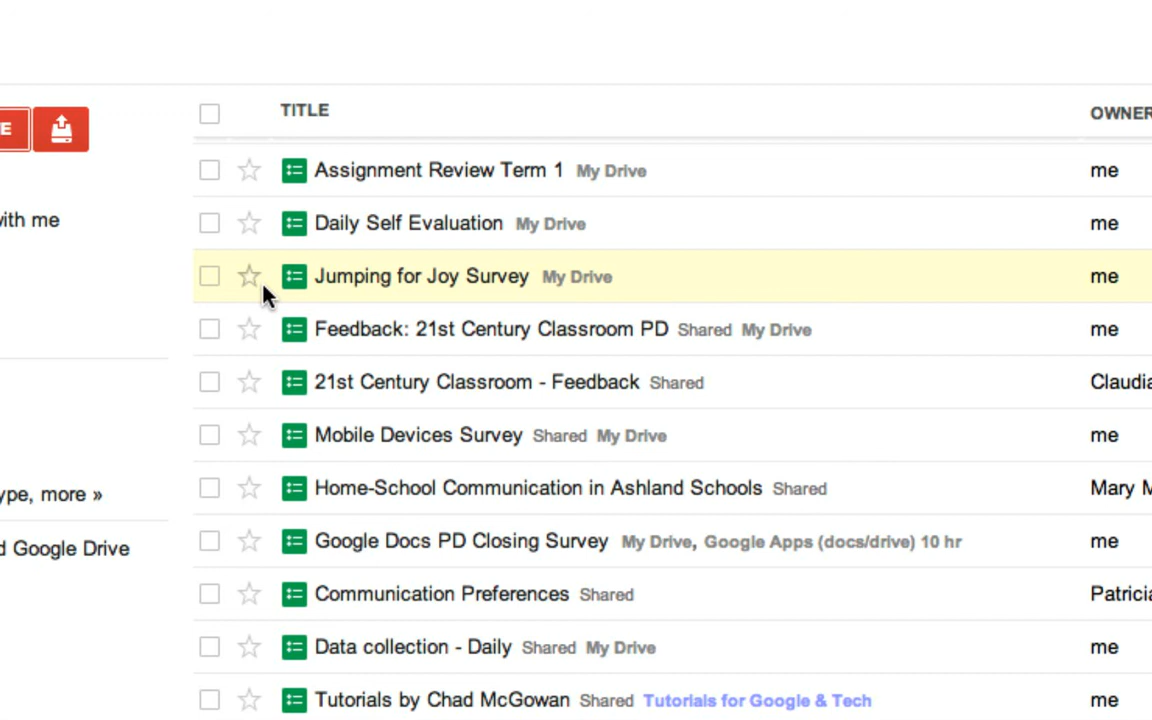 TITLE OWNER
E
Assignment Review Term 1 My Drive me
with me
Daily Self Evaluation My Drive me
Jumping for Joy Survey My Drive me
Feedback: 21st Century Classroom PD Shared My Drive me
21st Century Classroom - Feedback Shared Claudia
Mobile Devices Survey Shared My Drive me
ype, more »
Home-School Communication in Ashland Schools Shared Mary M
d Google Drive
Google Docs PD Closing Survey My Drive, Google Apps (docs/drive) 10 hr me
Communication Preferences Shared Patricia
Data collection - Daily Shared My Drive me
Tutorials by Chad McGowan Shared Tutorials for Google & Tech me